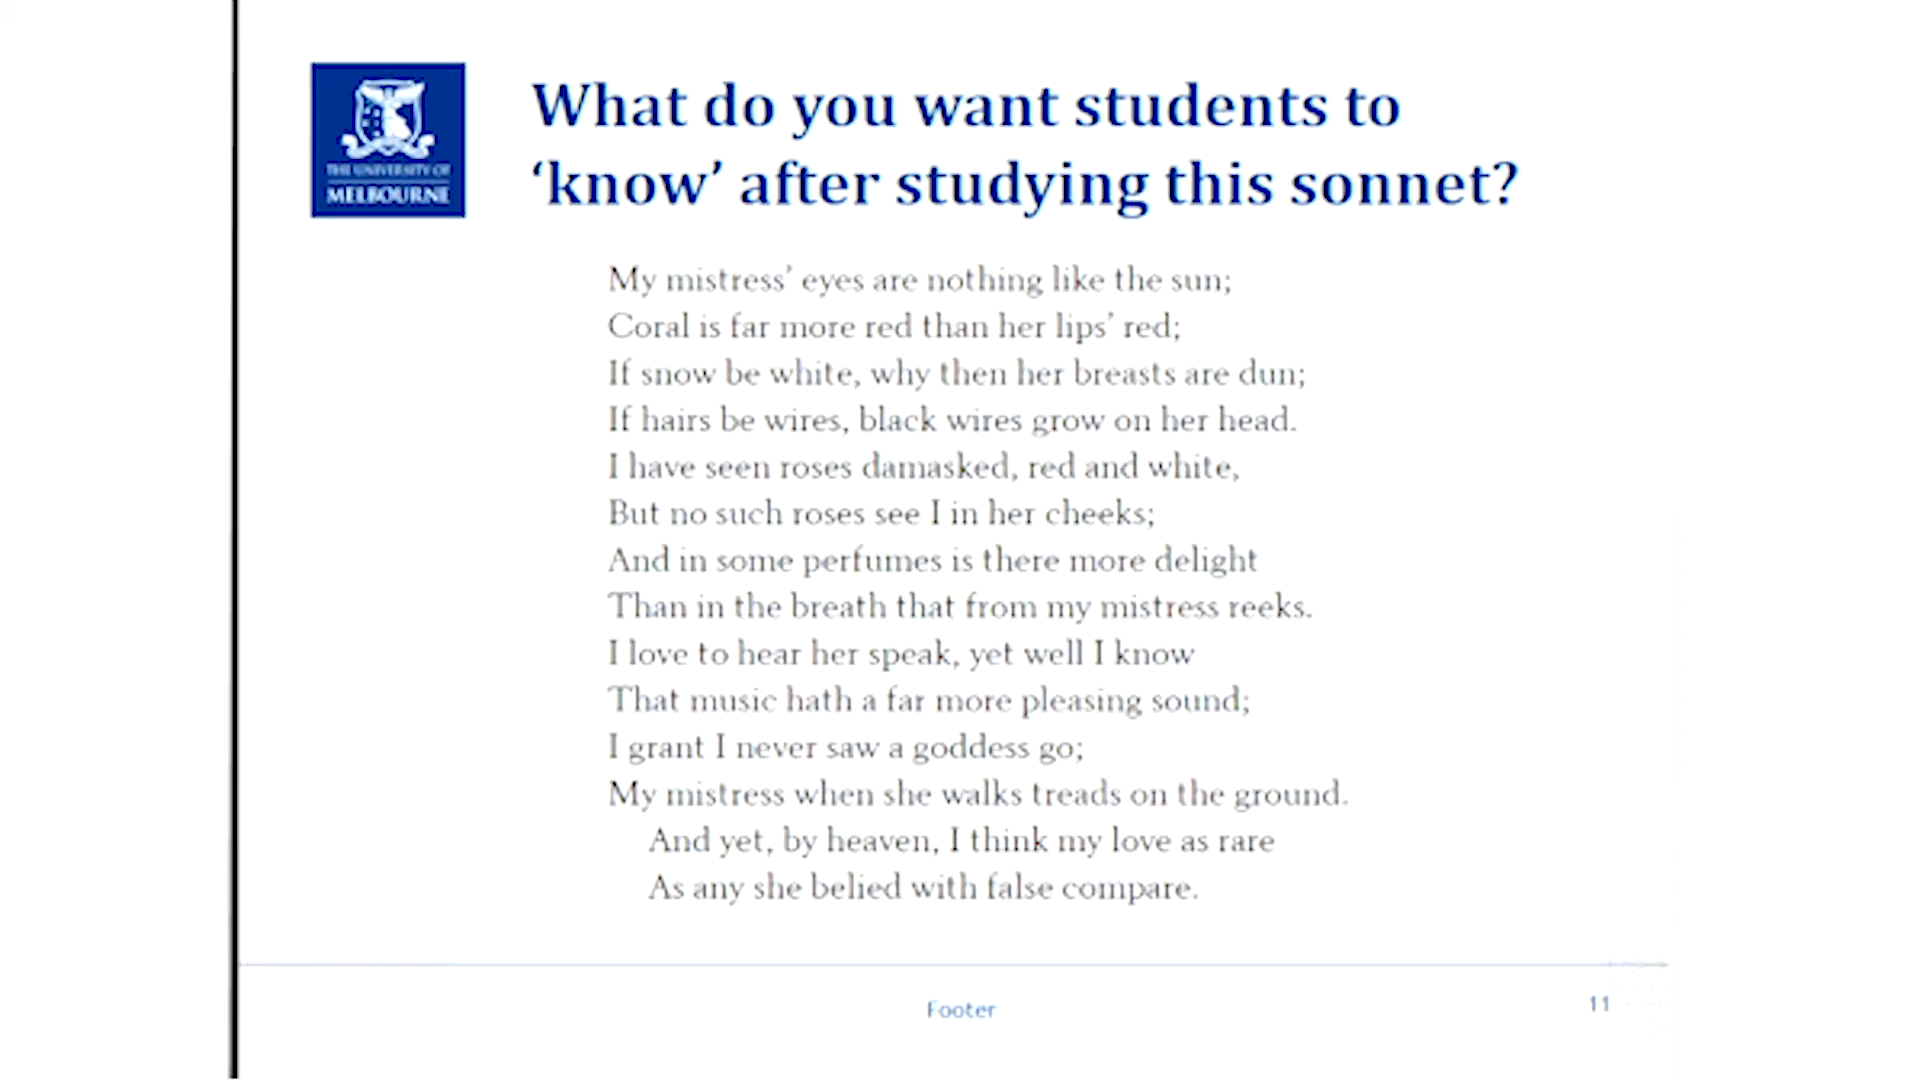 THE UNIVERSITY OF
MELBOURNE
What do you want students to
‘know’ after studying this sonnet?
My mistress’ eyes are nothing like the sun;
Coral is far more red than her lips’ red;
If snow be white, why then her breasts are dun;
If hairs be wires, black wires grow on her head.
I have seen roses damasked, red and white,
But no such roses see I in her cheeks;
And in some perfumes is there more delight
Than in the breath that from my mistress reeks.
I love to hear her speak, yet well I know
That music hath a far more pleasing sound;
I grant I never saw a goddess go;
My mistress when she walks treads on the ground.
And yet, by heaven, I think my love as rare
As any she belied with false compare.
Footer
11